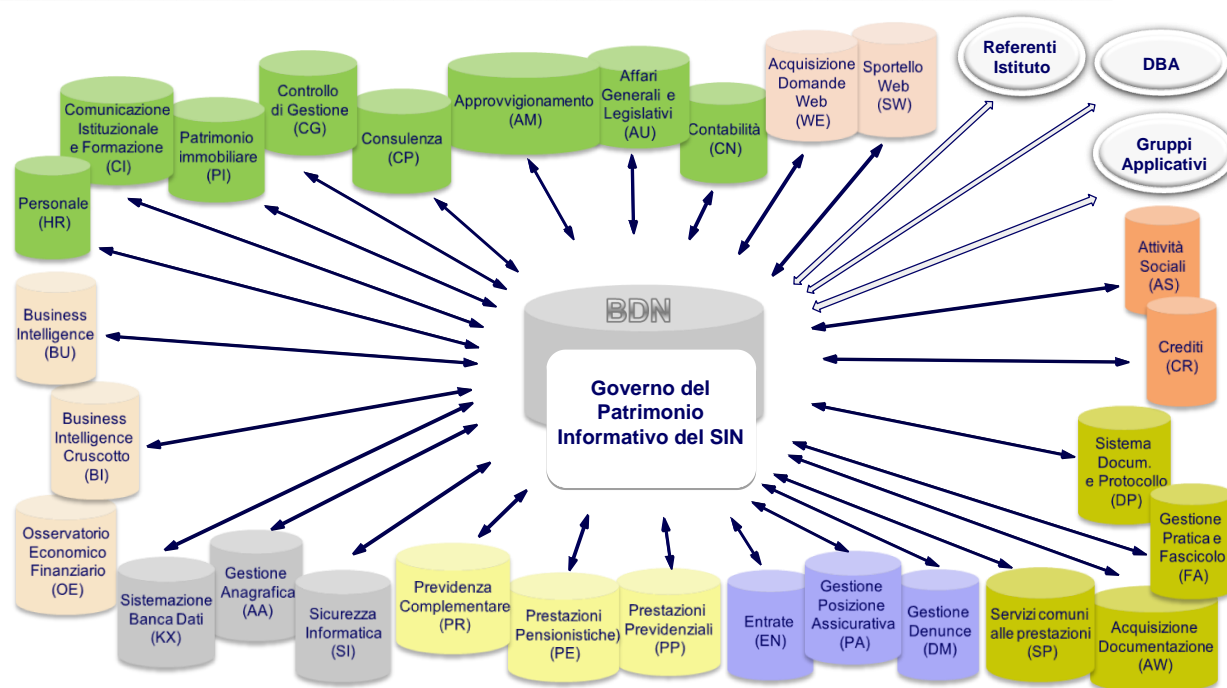 Comunicazione
Istituzionale
e Formazione
(CI)
Patrimonio
immobiliare
(PI)
Controllo
di Gestione
(CG)
Consulenza
(CP)
Approvvigionamento
(AM)
Affari
Generali e
Legislativi
(AU)
Contabilità
(CN)
Acquisizione
Domande
Web
(WE)
Sportello
Web
(SW)
Referenti
Istituto
DBA
Gruppi
Applicativi
Personale
(HR)
Attività
Sociali
(AS)
Business
Intelligence
(BU)
BDN
Crediti
(CR)
Governo del
Patrimonio
Informativo del SIN
Business
Intelligence
Cruscotto
(BI)
Sistema
Docum.
e Protocollo
(DP)
Osservatorio
Economico
Finanziario
(OE)
Gestione
Pratica e
Fascicolo
(FA)
Sistemazione
Banca Dati
(KX)
Gestione
Anagrafica
(AA)
Sicurezza
Informatica
(SI)
Previdenza
Complementare
(PR)
Prestazioni
Pensionistiche)
(PE)
Prestazioni
Previdenziali
(PP)
Entrate
(EN)
Gestione
Posizione
Assicurativa
(PA)
Gestione
Denunce
(DM)
Servizi comuni
alle prestazioni
(SP)
Acquisizione
Documentazione
(AW)